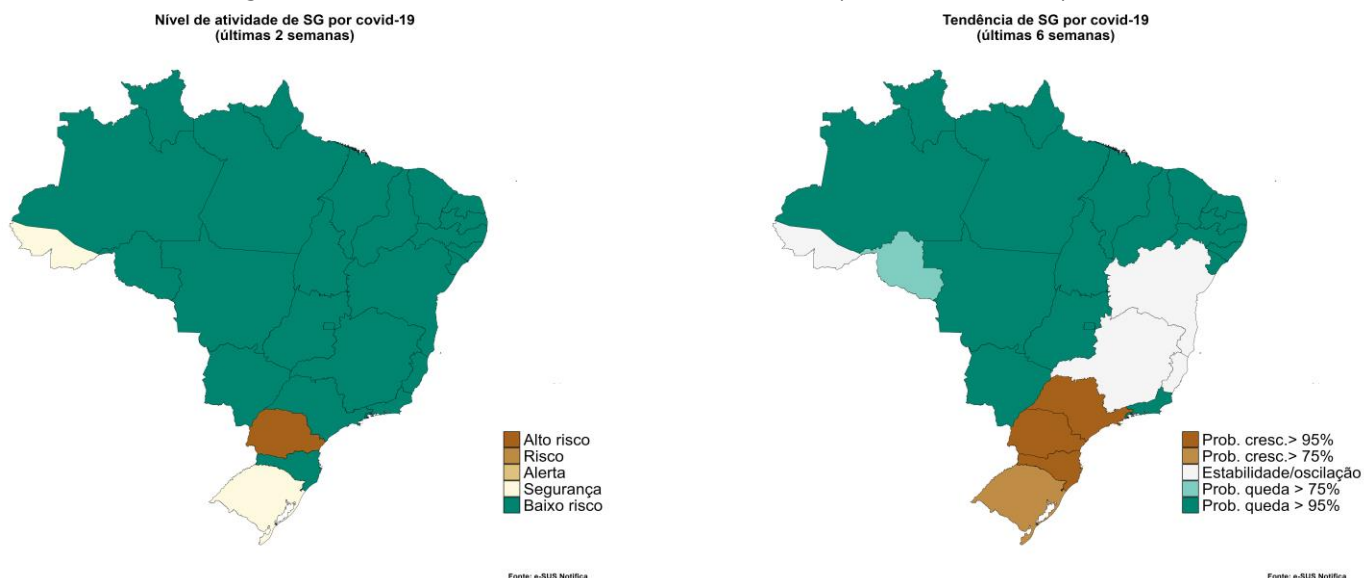 Nível de atividade de SG por covid-19
(últimas 2 semanas)
Alto risco
Risco
Alerta
Segurança
Baixo risco
Fonte: e-SUS Notifica
Tendência de SG por covid-19
(últimas 6 semanas)
Prob. cresc.> 95%
Prob. cresc.> 75%
Estabilidade/oscilação
Prob. queda > 75%
Prob. queda > 95%
Fonte: e-SUS Notifica